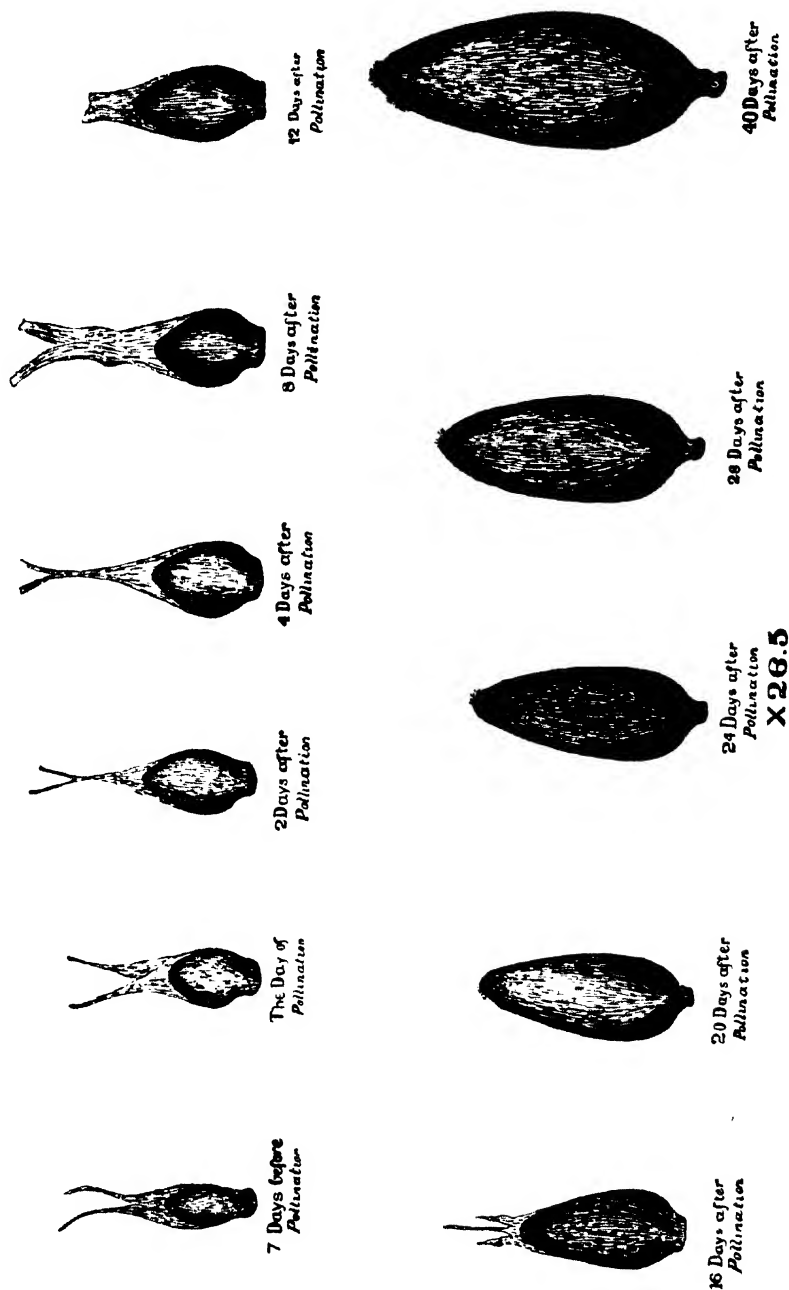 7 Days before
Pollination
The Day of
Pollination
2 Days after
Pollination
4 Days after
Pollination
8 Days after
Pollination
12 Days after
Pollination
16 Days after
Pollination
20 Days after
Pollination
24 Days after
Pollination
X 26.5
28 Days after
Pollination
40 Days after
Pollination